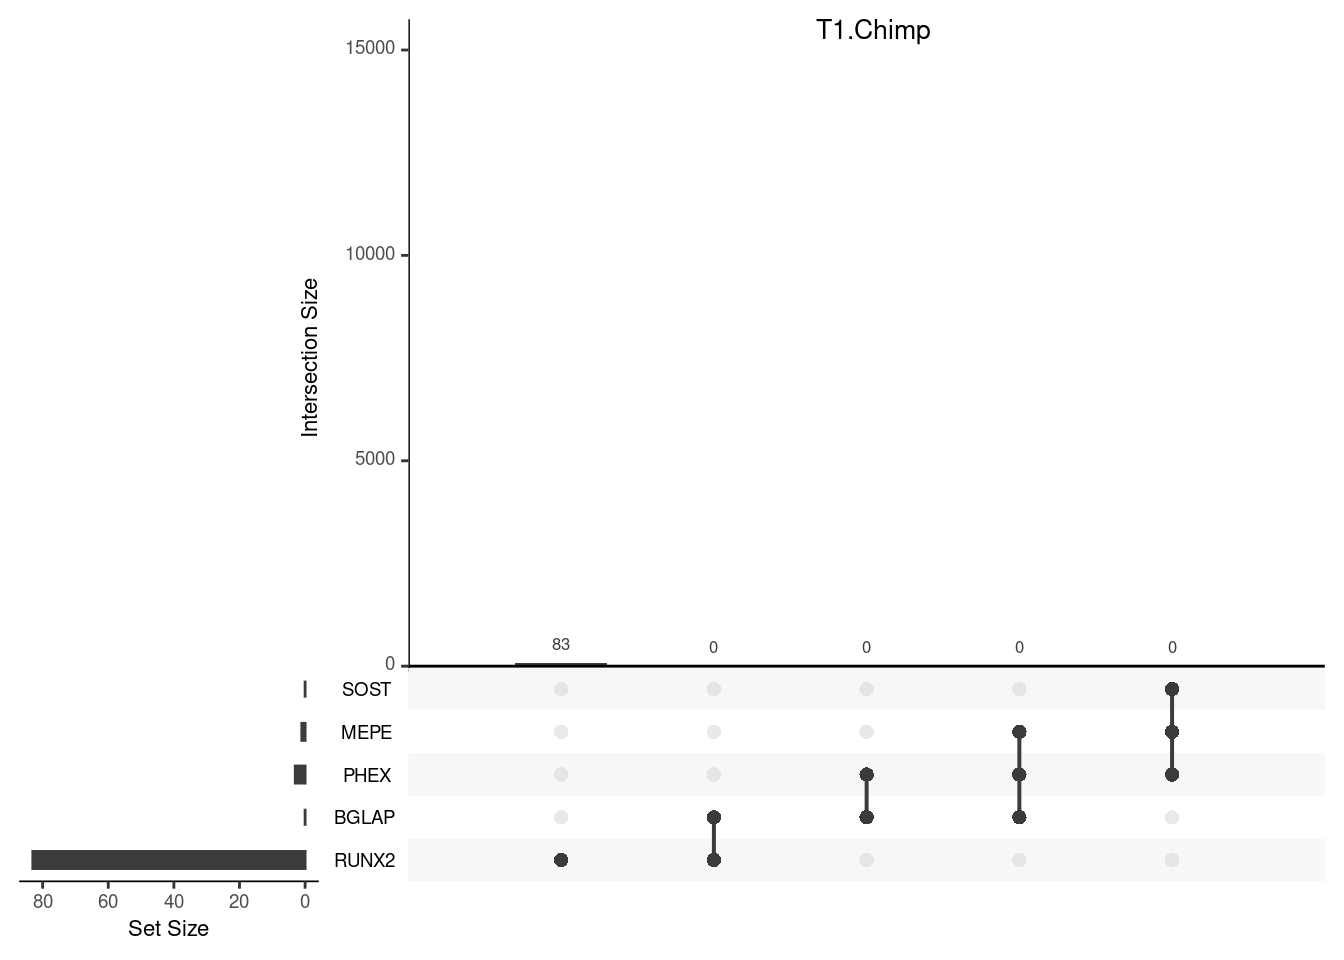 T1.Chimp
15000
10000
5000
0
Intersection Size
83
0
0
0
0
SOST
MEPE
PHEX
BGLAP
RUNX2
80
60
40
20
0
Set Size